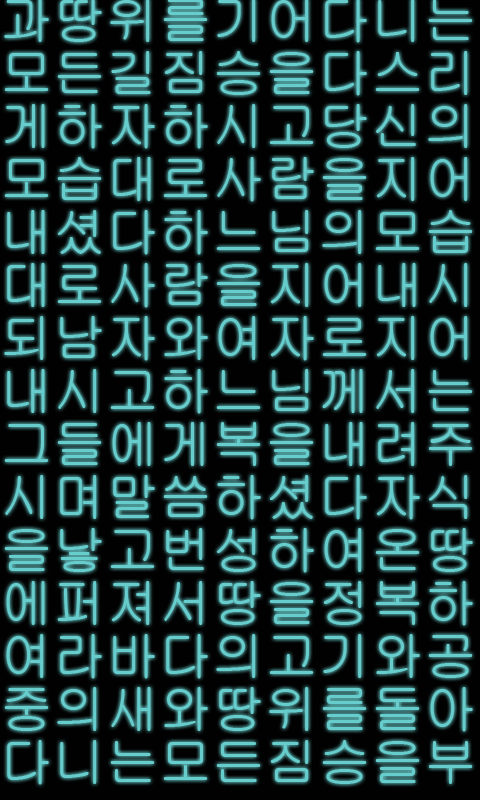 과땅위를기어다니는
모든길짐승을다스리
게하자하시고당신의
모습대로사람을지어
내셨다하느님의모습
대로사람을지어내시
되남자와여자로지어
내시고하느님께서는
그들에게복을내려주
시며말씀하셨다자식
을낳고번성하여온땅
에퍼져서땅을정복하
여라바다의고기와공
중의새와땅위를돌아
다니는모든짐승을부